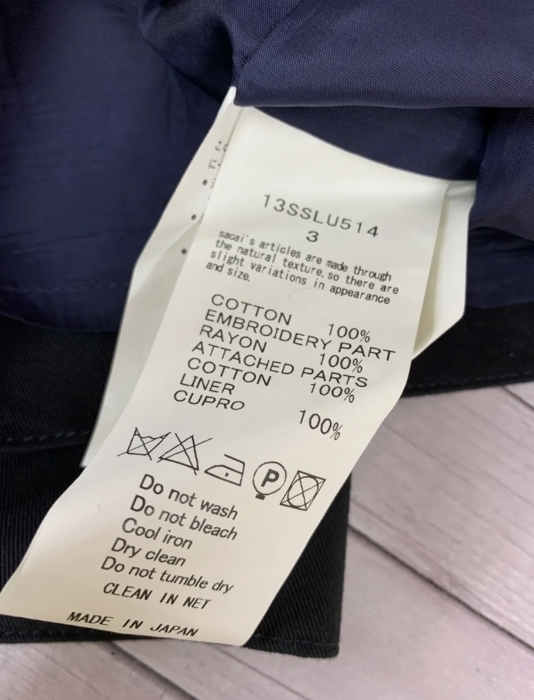 13SSLU514
3
sacai's articles are made through
the natural texture, so there are
slight variations in appearance
and size.
COTTON 100%
EMBROIDERY PART
RAYON 100%
ATTACHED PARTS
COTTON 100%
LINER
CUPRO 100%
P
Do not wash
Do not bleach
Cool iron
Dry clean
Do not tumble dry
CLEAN IN NET
MADE IN JAPAN